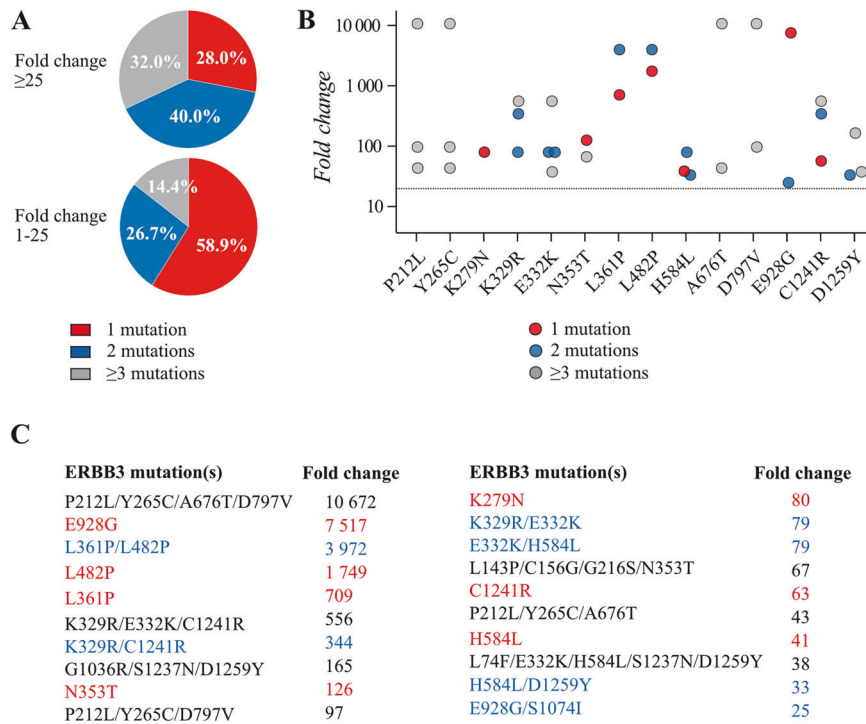 A
Fold change
≥25
32.0%
28.0%
40.0%
Fold change
1-25
14.4%
26.7%
58.9%
1 mutation
2 mutations
≥3 mutations
B
Fold change
10 000
1 000
100
10
P212L
Y265C
K279N
K329R
E332K
N353T
L361P
L482P
H584L
A676T
D797V
E928G
C1241R
D1259Y
1 mutation
2 mutations
≥3 mutations
C
ERBB3 mutation(s) Fold change
P212L/Y265C/A676T/D797V 10 672
E928G 7 517
L361P/L482P 3 972
L482P 1 749
L361P 709
K329R/E332K/C1241R 556
K329R/C1241R 344
G1036R/S1237N/D1259Y 165
N353T 126
P212L/Y265C/D797V 97
ERBB3 mutation(s) Fold change
K279N 80
K329R/E332K 79
E332K/H584L 79
L143P/C156G/G216S/N353T 67
C1241R 63
P212L/Y265C/A676T 43
H584L 41
L74F/E332K/H584L/S1237N/D1259Y 38
H584L/D1259Y 33
E928G/S1074I 25